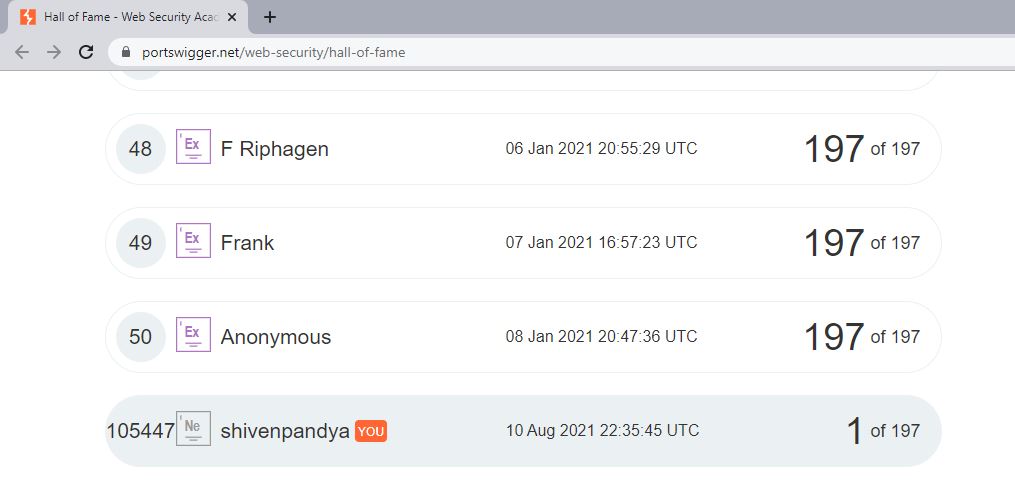 Hall of Fame - Web Security Acad
portswigger.net/web-security/hall-of-fame
48 Ex F Riphagen 06 Jan 2021 20:55:29 UTC 197 of 197
49 Ex Frank 07 Jan 2021 16:57:23 UTC 197 of 197
50 Ex Anonymous 08 Jan 2021 20:47:36 UTC 197 of 197
105447 Ne shivenpandya YOU 10 Aug 2021 22:35:45 UTC 1 of 197